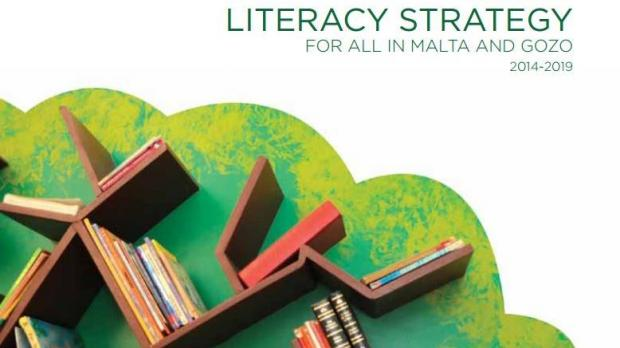 LITERACY STRATEGY
FOR ALL IN MALTA AND GOZO
2014-2019